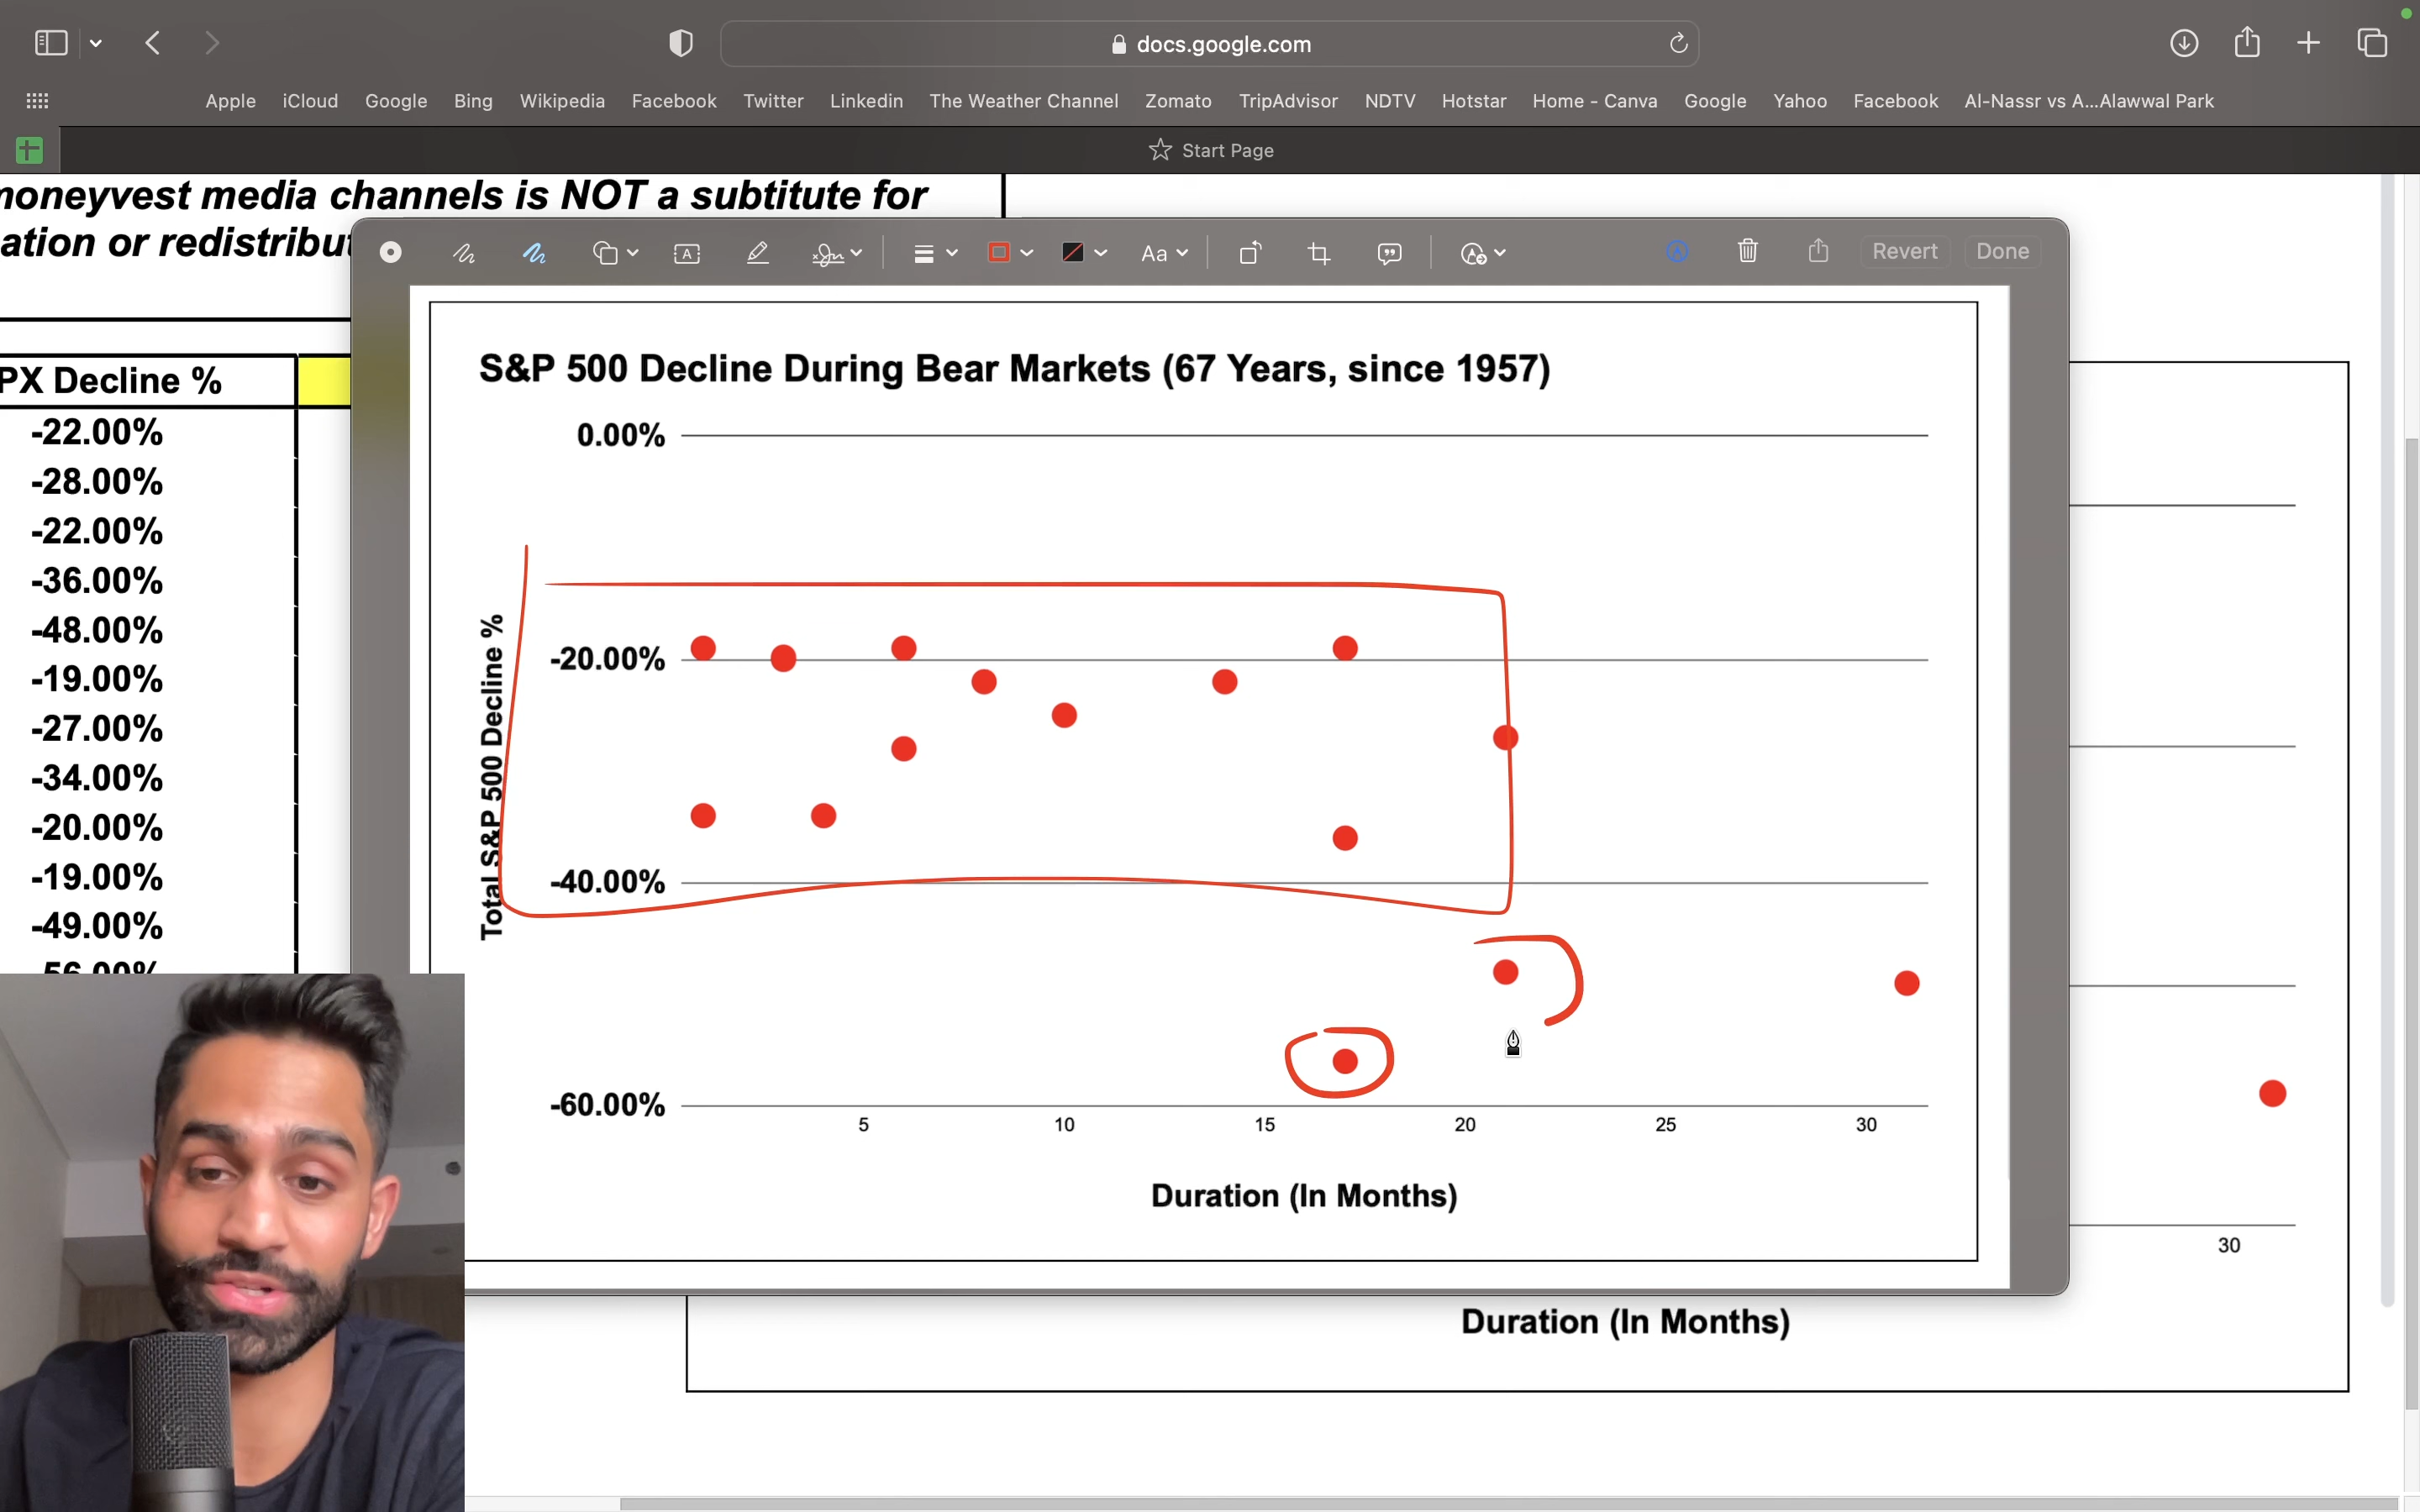 docs.google.com
Apple iCloud Google Bing Wikipedia Facebook Twitter Linkedin The Weather Channel Zomato TripAdvisor NDTV Hotstar Home - Canva Google Yahoo Facebook Al-Nassr vs A...Alawwal Park
Start Page
moneyvest media channels is NOT a subtitute for
ation or redistribut
Aa Revert Done
PX Decline %
-22.00%
-28.00%
-22.00%
-36.00%
-48.00%
-19.00%
-27.00%
-34.00%
-20.00%
-19.00%
-49.00%
56.00%
S&P 500 Decline During Bear Markets (67 Years, since 1957)
Total S&P 500 Decline %
0.00%
-20.00%
-40.00%
-60.00%
5 10 15 20 25 30
Duration (In Months)
30
Duration (In Months)